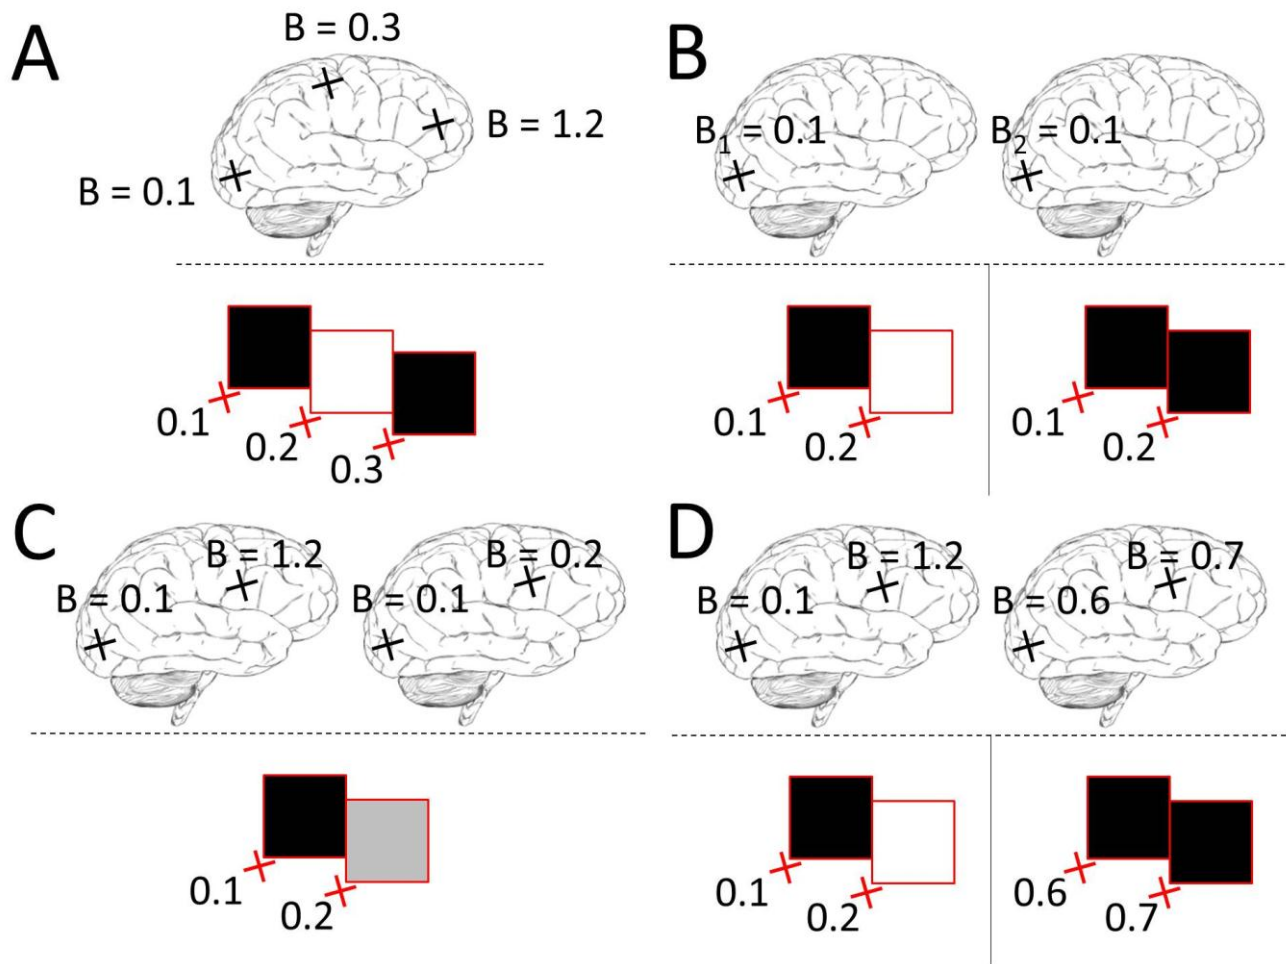 A
B = 0.3
B = 1.2
B = 0.1
0.1
0.2
0.3
B
B₁ = 0.1
B₂ = 0.1
0.1
0.2
0.1
0.2
C
B = 1.2
B = 0.1
B = 0.2
B = 0.1
0.1
0.2
D
B = 1.2
B = 0.1
B = 0.7
B = 0.6
0.1
0.2
0.6
0.7